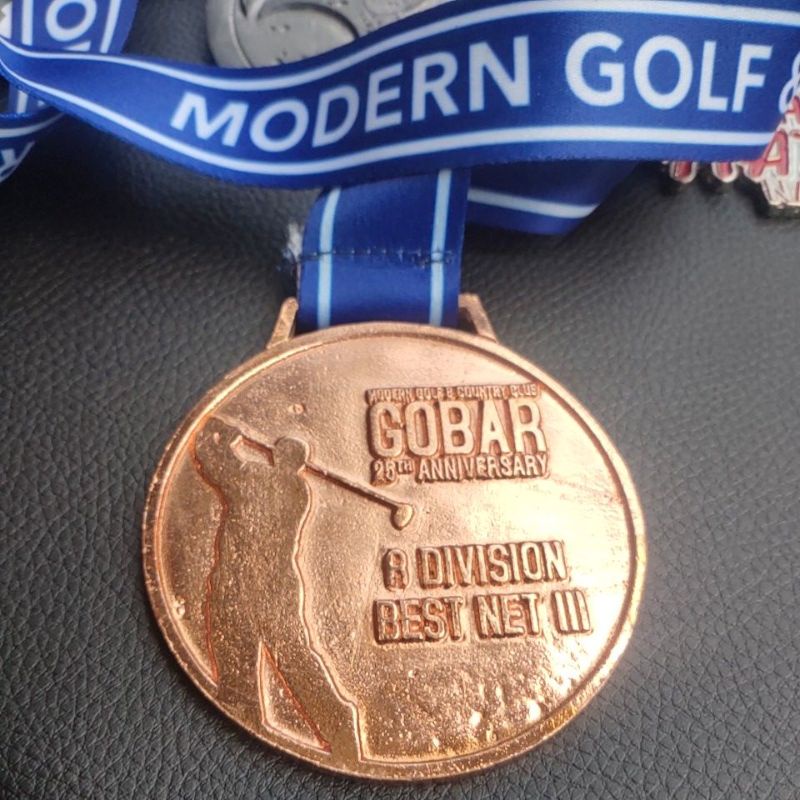 MODERN GOLF &
MODERN GOLF & COUNTRY CLUB
GOBAR
25TH ANNIVERSARY
A DIVISION
BEST NET III